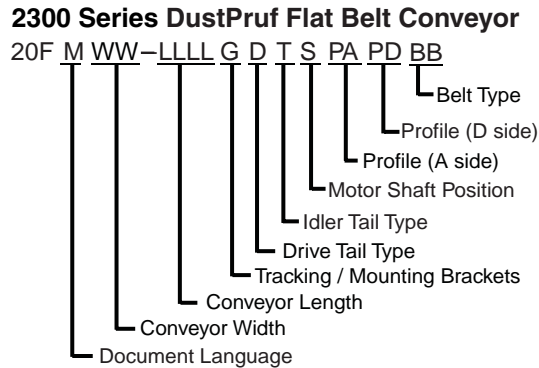 2300 Series DustPruf Flat Belt Conveyor
20F M WW–LLLL G D T S PA PD BB
Belt Type
Profile (D side)
Profile (A side)
Motor Shaft Position
Idler Tail Type
Drive Tail Type
Tracking / Mounting Brackets
Conveyor Length
Conveyor Width
Document Language